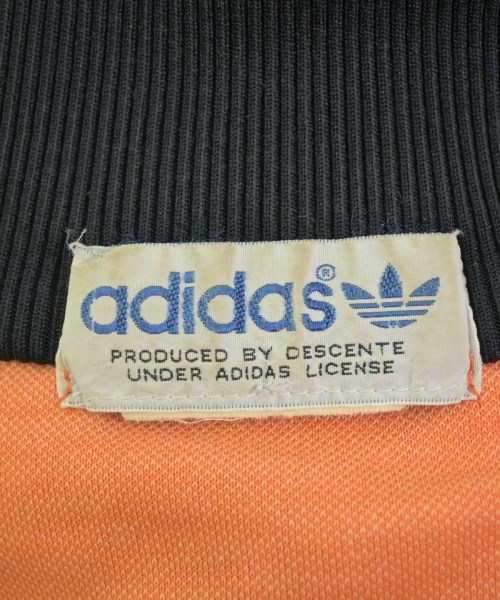 adidas®
PRODUCED BY DESCENTE
UNDER ADIDAS LICENSE